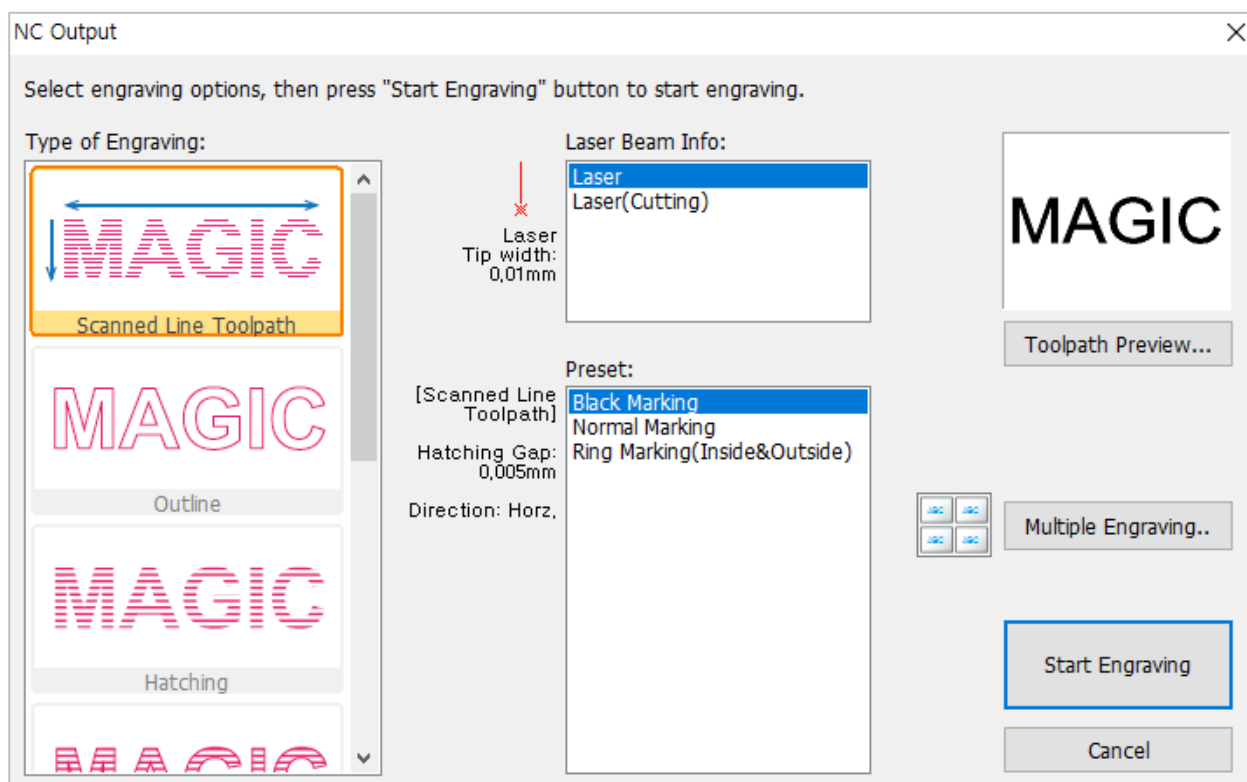 NC Output
Select engraving options, then press "Start Engraving" button to start engraving.
Type of Engraving:
MAGIC
Scanned Line Toolpath
MAGIC
Outline
MAGIC
Hatching
MAGIC
Laser
Tip width:
0,01mm
Laser Beam Info:
Laser
Laser(Cutting)
[Scanned Line
Toolpath]
Hatching Gap:
0,005mm
Direction: Horz,
Preset:
Black Marking
Normal Marking
Ring Marking(Inside&Outside)
MAGIC
Toolpath Preview...
Multiple Engraving..
Start Engraving
Cancel